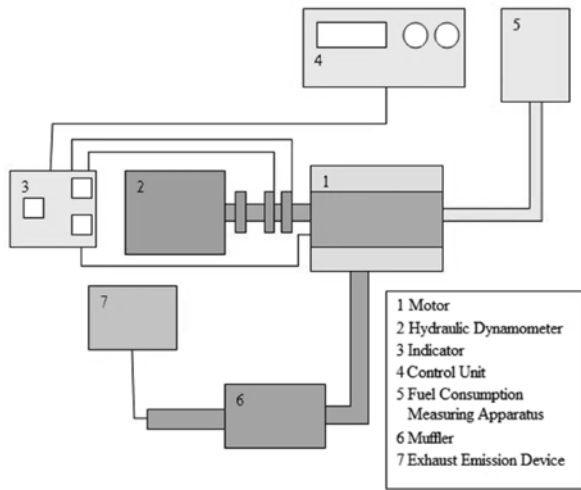 4
5
3
2
1
7
6
1 Motor
2 Hydraulic Dynamometer
3 Indicator
4 Control Unit
5 Fuel Consumption
Measuring Apparatus
6 Muffler
7 Exhaust Emission Device